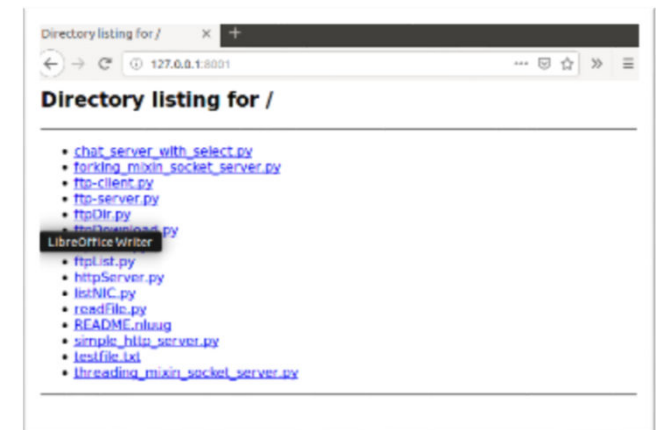 Directory listing for / × +
127.0.0.1:8001
Directory listing for /
chat_server_with_select.py
forking_mixin_socket_server.py
ftp-client.py
ftp-server.py
ftpDir.py
ftpDownload.py
LibreOffice Writer
ftpList.py
httpServer.py
listNIC.py
readFile.py
README.nluug
simple_http_server.py
testfile.txt
threading_mixin_socket_server.py